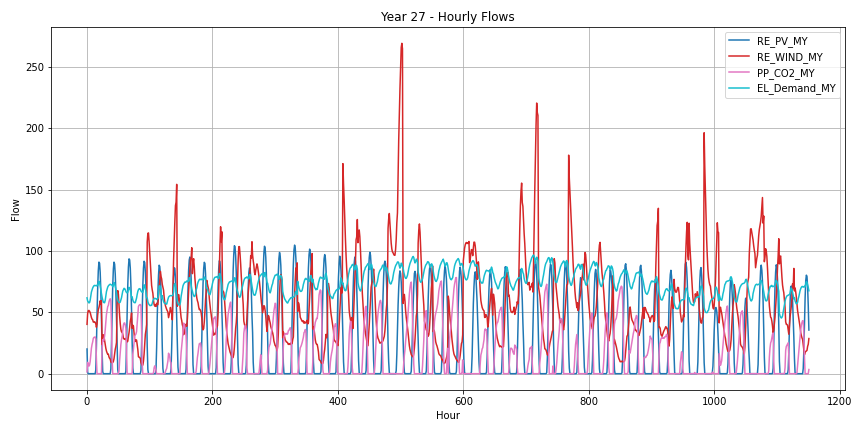 Year 27 - Hourly Flows
RE_PV_MY
RE_WIND_MY
PP_CO2_MY
EL_Demand_MY
250
200
150
100
50
0
Flow
0 200 400 600 800 1000 1200
Hour